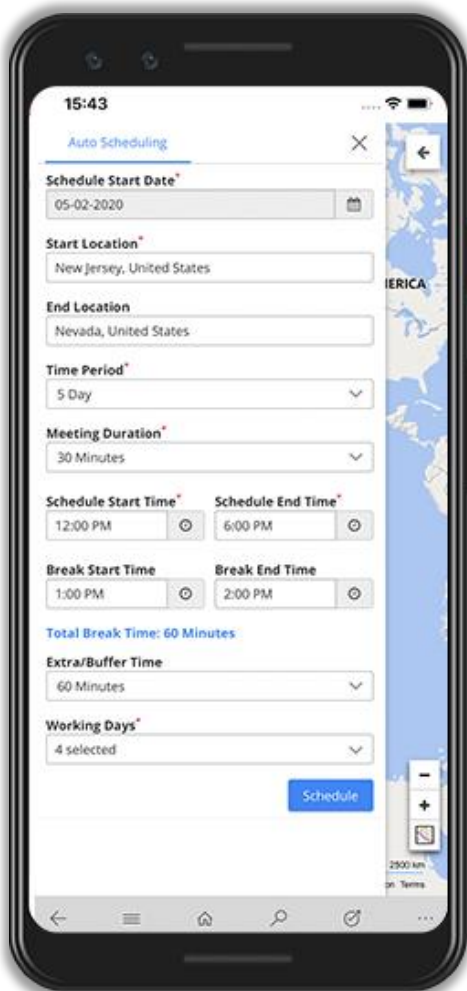 15:43
Auto Scheduling
Schedule Start Date*
05-02-2020
Start Location*
New Jersey, United States
End Location
Nevada, United States
Time Period*
5 Day
Meeting Duration*
30 Minutes
Schedule Start Time* Schedule End Time*
12:00 PM 6:00 PM
Break Start Time Break End Time
1:00 PM 2:00 PM
Total Break Time: 60 Minutes
Extra/Buffer Time
60 Minutes
Working Days*
4 selected
Schedule
ERICA
2500 km
Terms